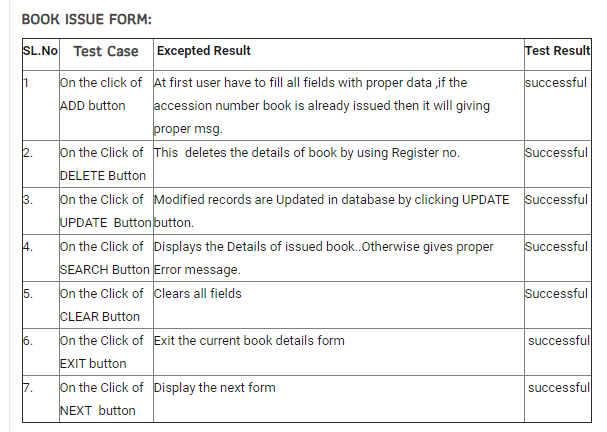 BOOK ISSUE FORM:
SL.No Test Case Excepted Result Test Result
1 On the click of At first user have to fill all fields with proper data ,if the successful
ADD button accession number book is already issued then it will giving
proper msg.
2. On the Click of This deletes the details of book by using Register no. Successful
DELETE Button
3. On the Click of Modified records are Updated in database by clicking UPDATE Successful
UPDATE Button button.
4. On the Click of Displays the Details of issued book..Otherwise gives proper Successful
SEARCH Button Error message.
5. On the Click of Clears all fields Successful
CLEAR Button
6. On the Click of Exit the current book details form successful
EXIT button
7. On the Click of Display the next form successful
NEXT button